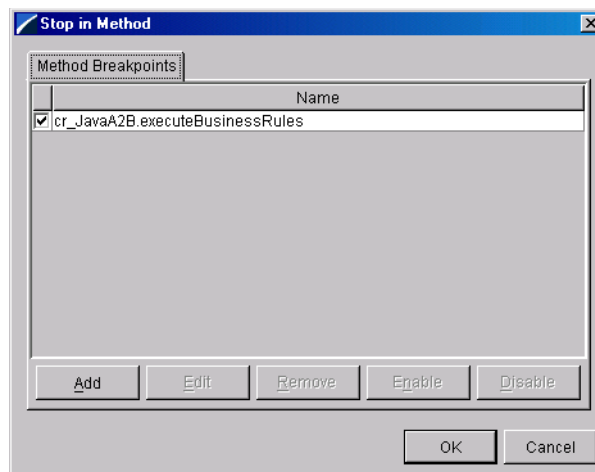 Stop in Method
Method Breakpoints
Name
cr_JavaA2B.executeBusinessRules
Add Edit Remove Enable Disable
OK Cancel